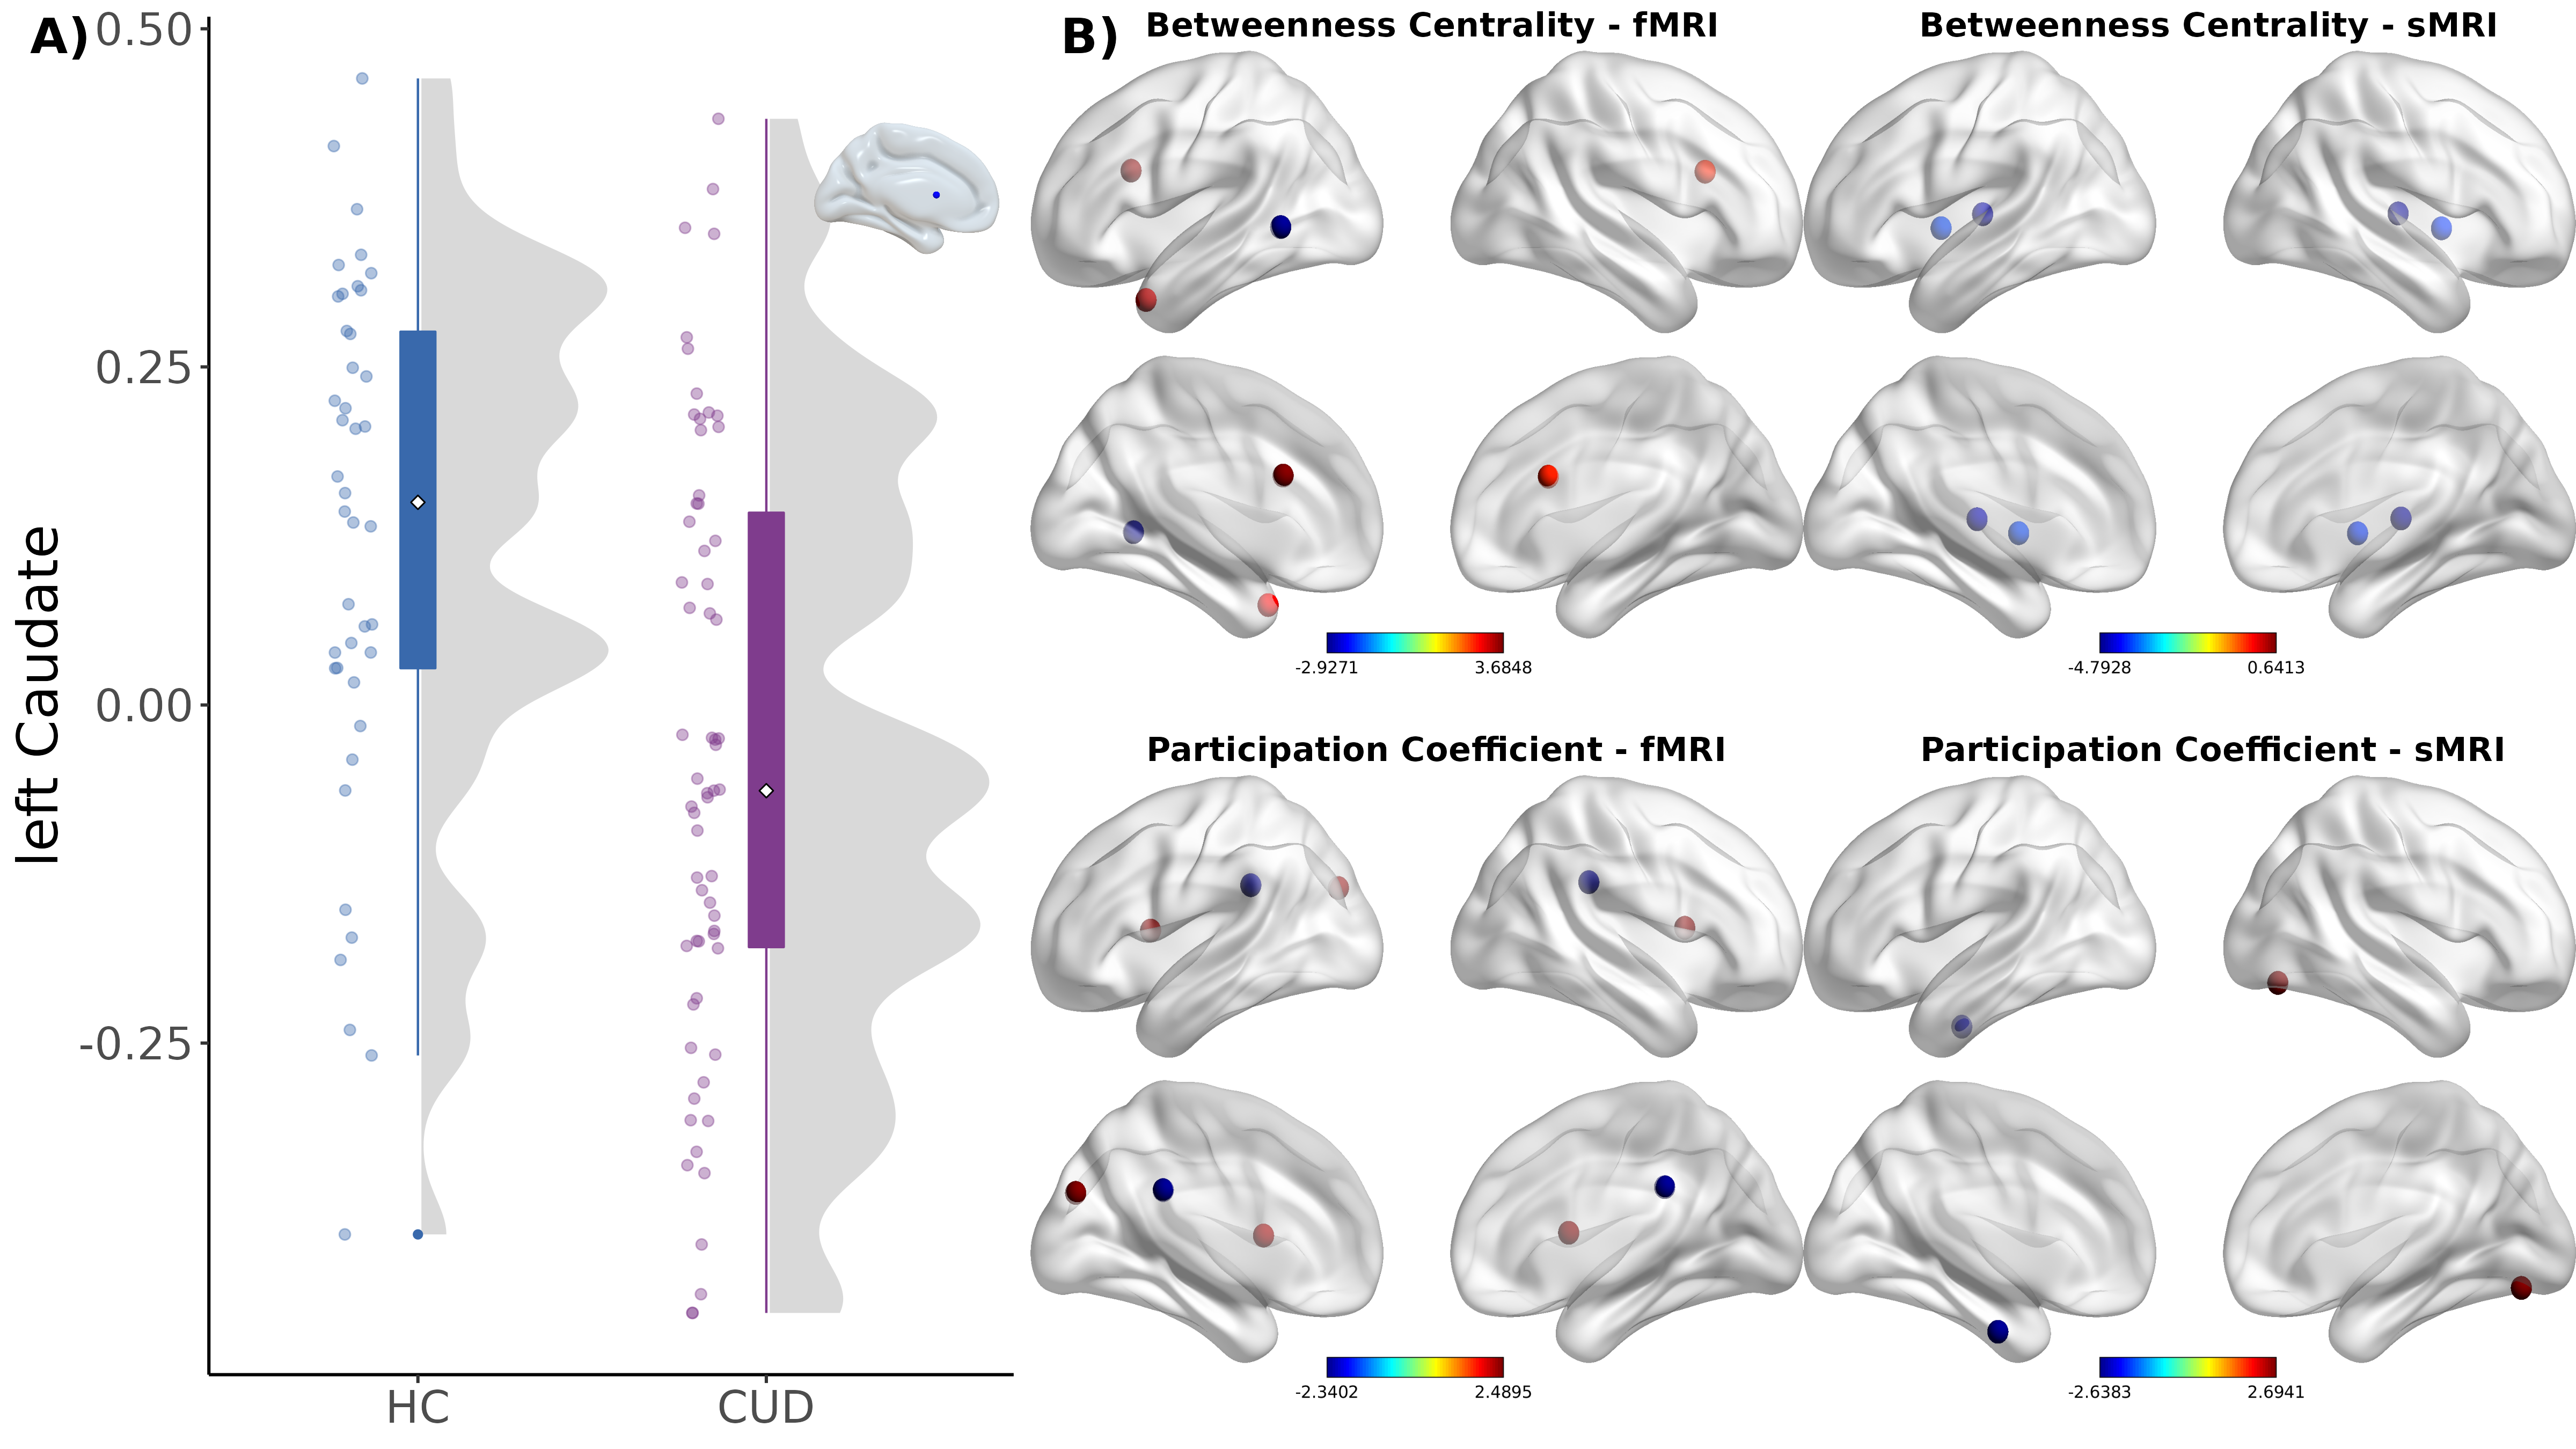 A)
0.50
0.25
0.00
-0.25
left Caudate
HC
CUD
B)
Betweenness Centrality - fMRI
Betweenness Centrality - sMRI
-2.9271
3.6848
-4.7928
0.6413
Participation Coefficient - fMRI
Participation Coefficient - sMRI
-2.3402
2.4895
-2.6383
2.6941